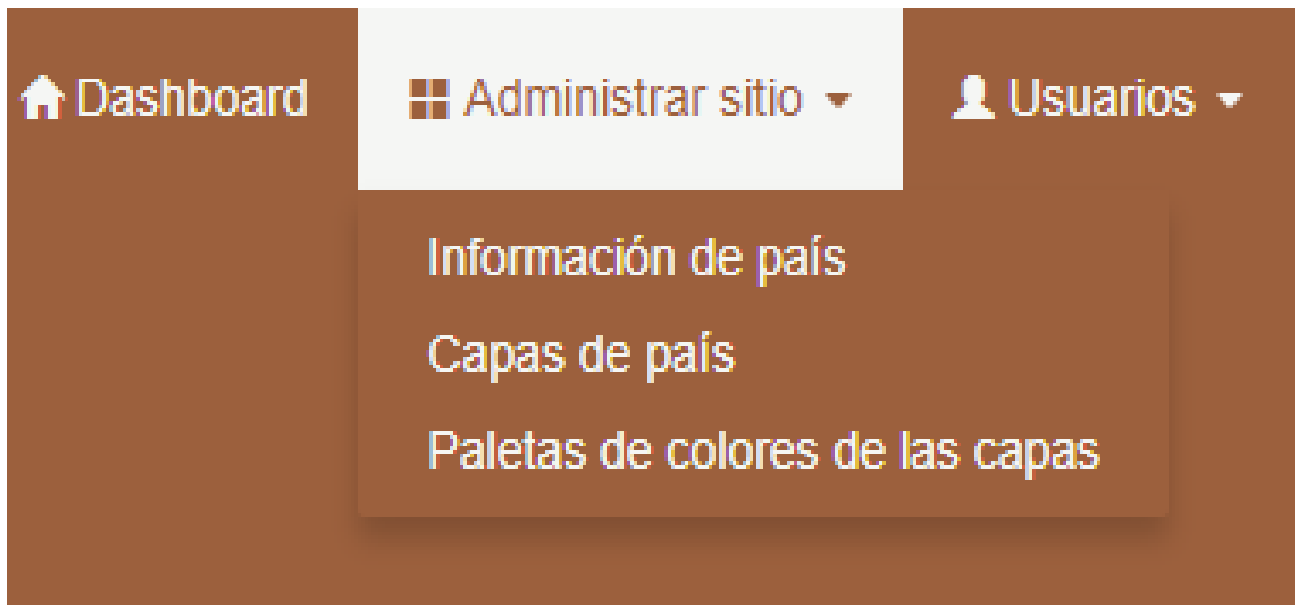 Dashboard Administrar sitio Usuarios
Información de país
Capas de país
Paletas de colores de las capas